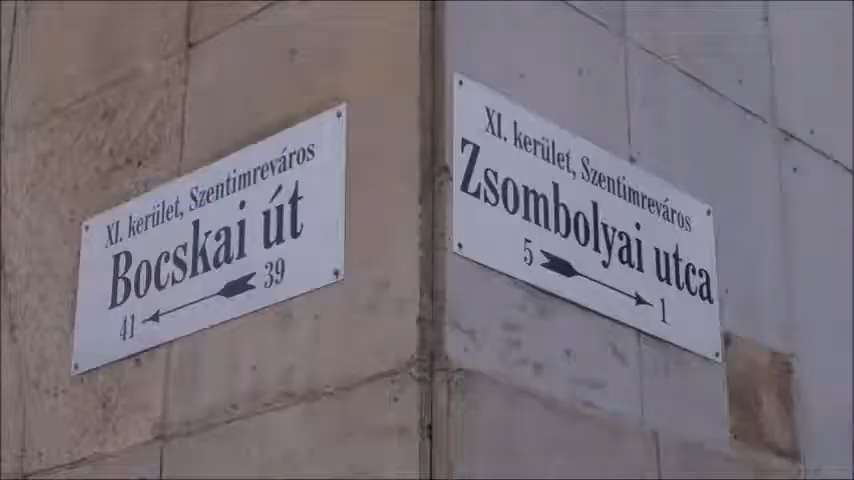 XI. kerület, Szentimreváros
Bocskai út
41 39
XI. kerület, Szentimreváros
Zsombolyai utca
5 1